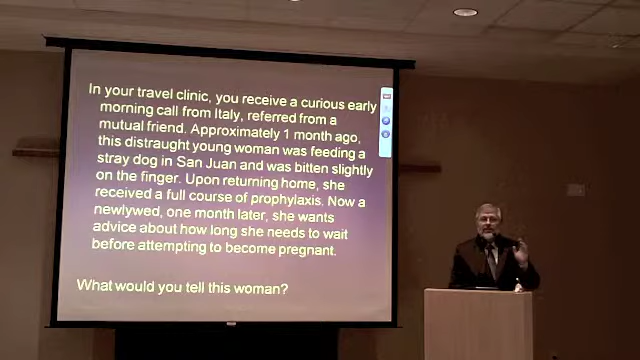 In your travel clinic, you receive a curious early
morning call from Italy, referred from a
mutual friend. Approximately 1 month ago,
this distraught young woman was feeding a
stray dog in San Juan and was bitten slightly
on the finger. Upon returning home, she
received a full course of prophylaxis. Now a
newlywed, one month later, she wants
advice about how long she needs to wait
before attempting to become pregnant.
What would you tell this woman?